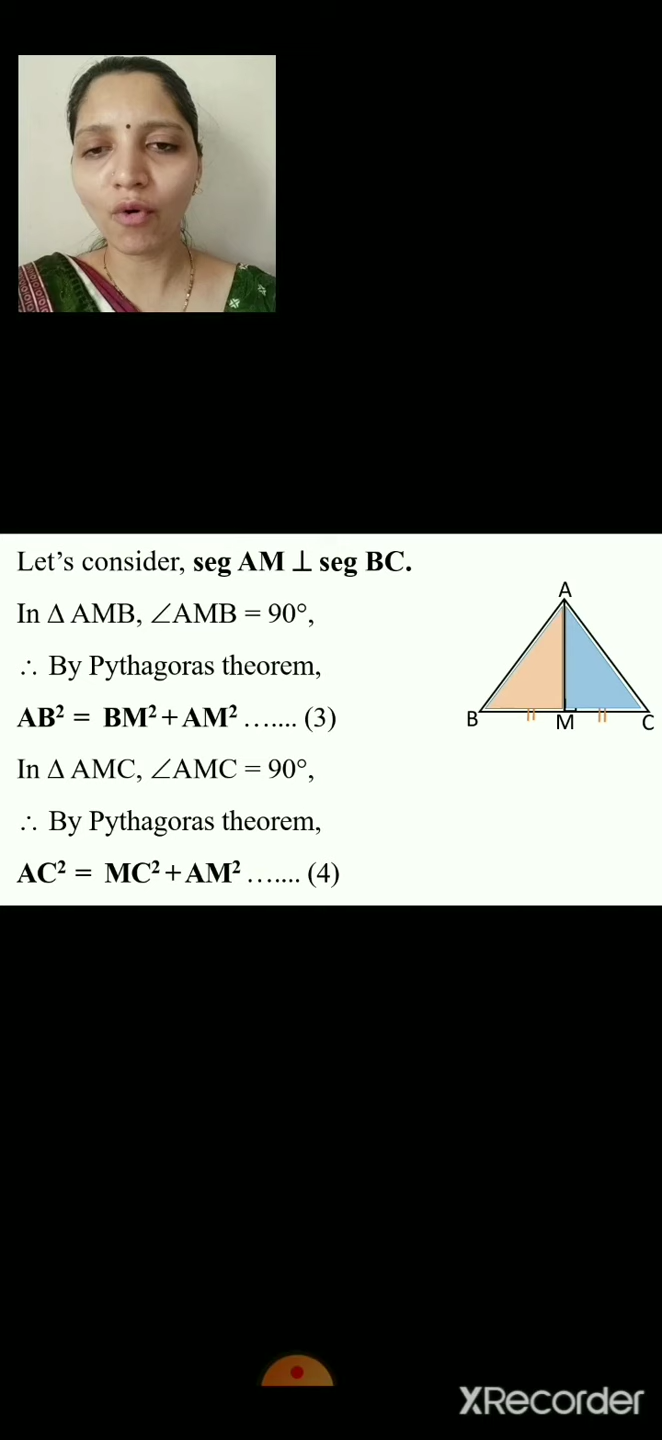 Let's consider, seg AM ⊥ seg BC.
In Δ AMB, ∠AMB = 90°,
∴ By Pythagoras theorem,
AB² = BM² + AM² ….... (3)
In Δ AMC, ∠AMC = 90°,
∴ By Pythagoras theorem,
AC² = MC² + AM² ….... (4)
A
B
M
C
XRecorder